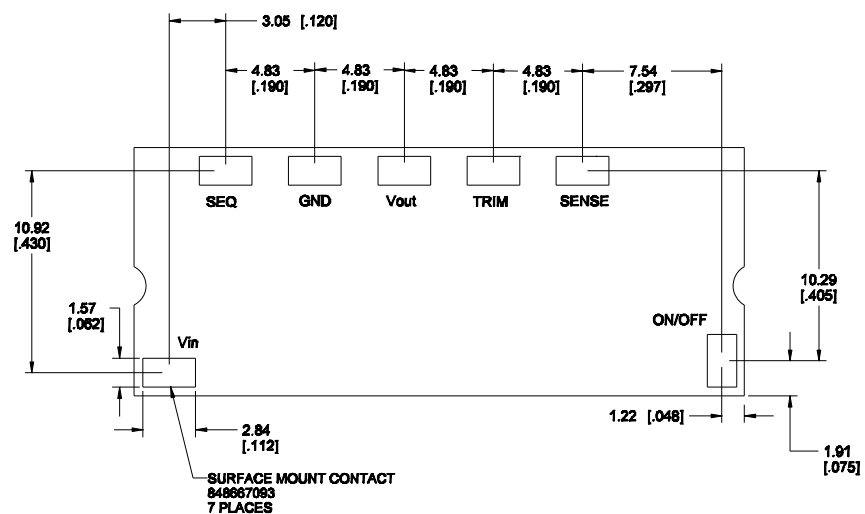 3.05 [.120]
4.83
[.190]
4.83
[.190]
4.83
[.190]
4.83
[.190]
7.54
[.297]
SEQ
GND
Vout
TRIM
SENSE
10.92
[.430]
10.29
[.405]
1.57
[.062]
Vin
ON/OFF
1.22 [.048]
2.84
[.112]
1.91
[.075]
SURFACE MOUNT CONTACT
848667093
7 PLACES